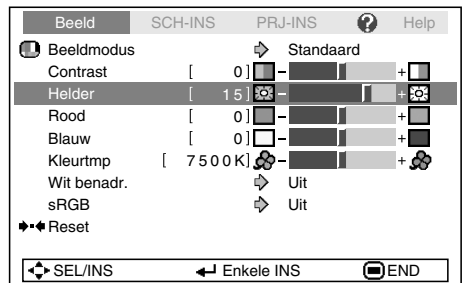 Beeld SCH-INS PRJ-INS ? Help
Beeldmodus Standaard
Contrast [ 0] - +
Helder [ 15] - +
Rood [ 0] - +
Blauw [ 0] - +
Kleurtmp [ 7500K] - +
Wit benadr. Uit
sRGB Uit
Reset
SEL/INS Enkele INS END